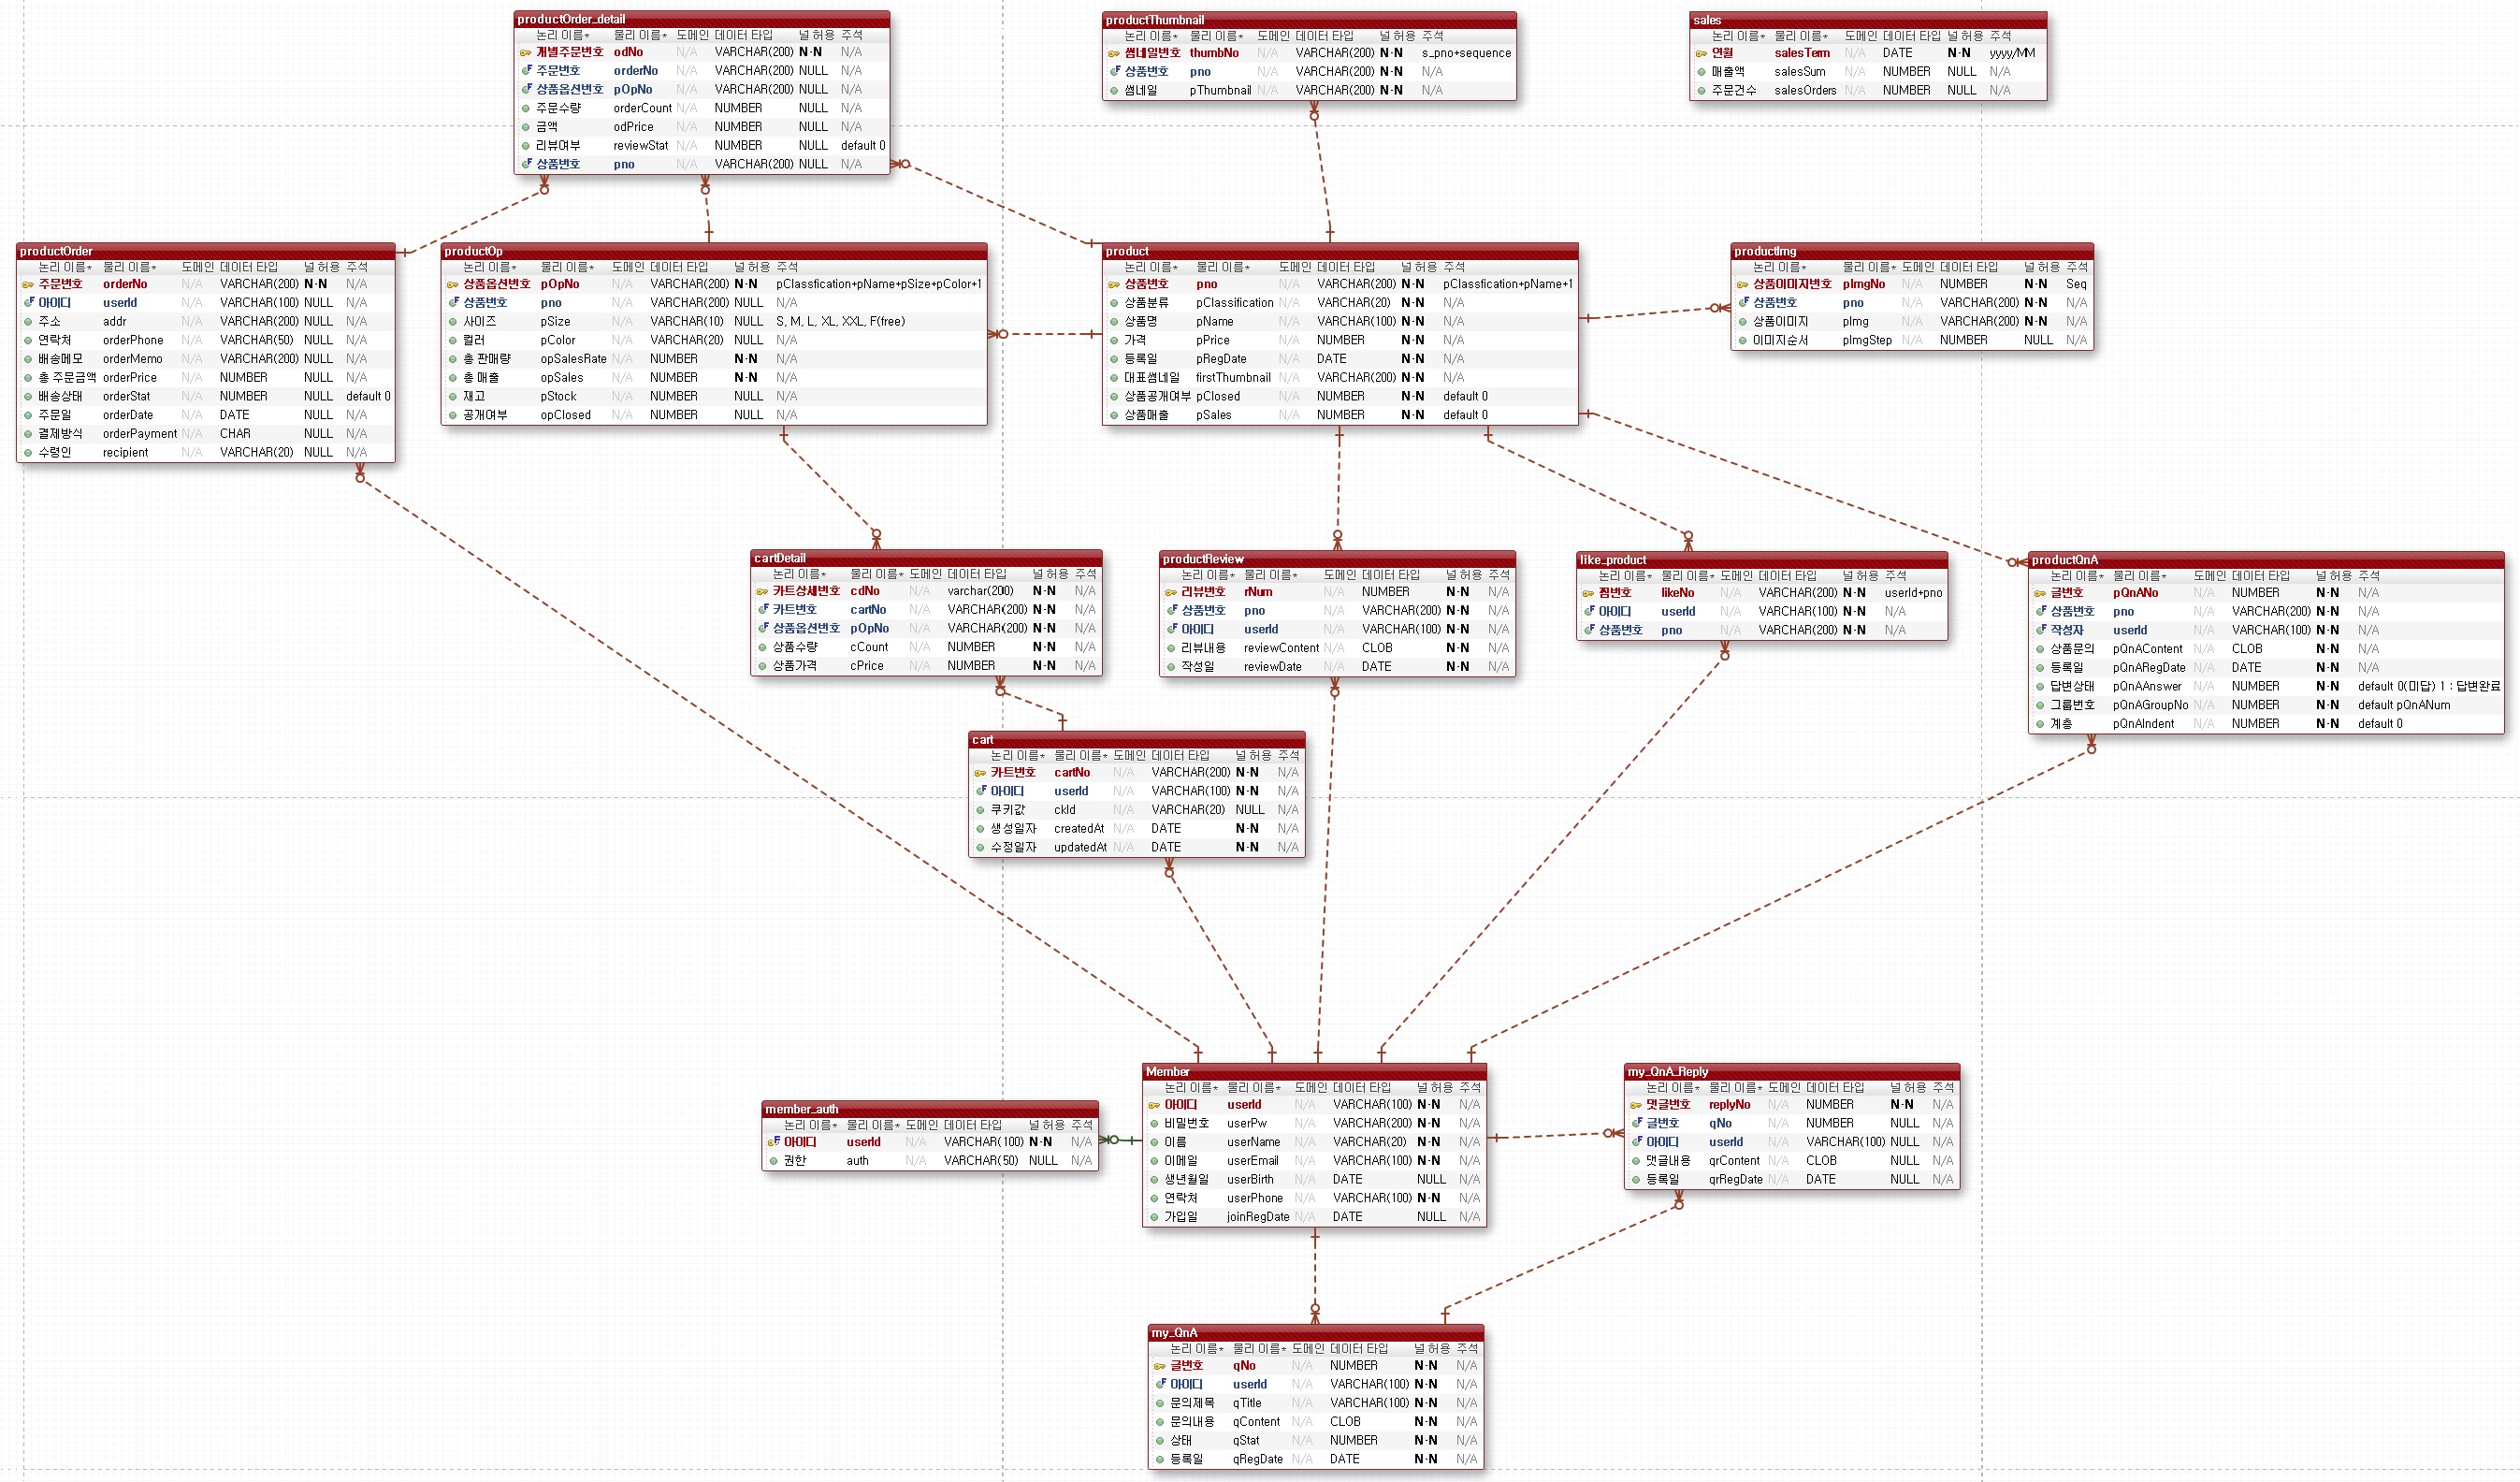 productOrder_detail
논리 이름* 물리 이름* 도메인 데이터 타입 널 허용 주석
개별주문번호 odNo N/A VARCHAR(200) N-N N/A
주문번호 orderNo N/A VARCHAR(200) NULL N/A
상품옵션번호 pOpNo N/A VARCHAR(200) NULL N/A
주문수량 orderCount N/A NUMBER NULL N/A
금액 odPrice N/A NUMBER NULL N/A
리뷰여부 reviewStat N/A NUMBER NULL default 0
상품번호 pno N/A VARCHAR(200) NULL N/A
productThumbnail
논리 이름* 물리 이름* 도메인 데이터 타입 널 허용 주석
썸네일번호 thumbNo N/A VARCHAR(200) N-N s_pno+sequence
상품번호 pno N/A VARCHAR(200) N-N N/A
썸네일 pThumbnail N/A VARCHAR(200) N-N N/A
sales
논리 이름* 물리 이름* 도메인 데이터 타입 널 허용 주석
연월 salesTerm N/A DATE N-N yyyy/MM
매출액 salesSum N/A NUMBER NULL N/A
주문건수 salesOrders N/A NUMBER NULL N/A
productOrder
논리 이름* 물리 이름* 도메인 데이터 타입 널 허용 주석
주문번호 orderNo N/A VARCHAR(200) N-N N/A
아이디 userId N/A VARCHAR(100) NULL N/A
주소 addr N/A VARCHAR(200) NULL N/A
연락처 orderPhone N/A VARCHAR(50) NULL N/A
배송메모 orderMemo N/A VARCHAR(200) NULL N/A
총 주문금액 orderPrice N/A NUMBER NULL N/A
배송상태 orderStat N/A NUMBER NULL default 0
주문일 orderDate N/A DATE NULL N/A
결제방식 orderPayment N/A CHAR NULL N/A
수령인 recipient N/A VARCHAR(20) NULL N/A
productOp
논리 이름* 물리 이름* 도메인 데이터 타입 널 허용 주석
상품옵션번호 pOpNo N/A VARCHAR(200) N-N pClassfication+pName+pSize+pColor+1
상품번호 pno N/A VARCHAR(200) NULL N/A
사이즈 pSize N/A VARCHAR(10) NULL S, M, L, XL, XXL, F(free)
컬러 pColor N/A VARCHAR(20) NULL N/A
총 판매량 opSalesRate N/A NUMBER N-N N/A
총 매출 opSales N/A NUMBER N-N N/A
재고 pStock N/A NUMBER NULL N/A
공개여부 opClosed N/A NUMBER NULL N/A
product
논리 이름* 물리 이름* 도메인 데이터 타입 널 허용 주석
상품번호 pno N/A VARCHAR(200) N-N pClassfication+pName+1
상품분류 pClassification N/A VARCHAR(20) N-N N/A
상품명 pName N/A VARCHAR(100) N-N N/A
가격 pPrice N/A NUMBER N-N N/A
등록일 pRegDate N/A DATE N-N N/A
대표썸네일 firstThumbnail N/A VARCHAR(200) N-N N/A
상품공개여부 pClosed N/A NUMBER N-N default 0
상품매출 pSales N/A NUMBER N-N default 0
productImg
논리 이름* 물리 이름* 도메인 데이터 타입 널 허용 주석
상품이미지번호 pImgNo N/A NUMBER N-N Seq
상품번호 pno N/A VARCHAR(200) N-N N/A
상품이미지 pImg N/A VARCHAR(200) N-N N/A
이미지순서 pImgStep N/A NUMBER NULL N/A
cartDetail
논리 이름* 물리 이름* 도메인 데이터 타입 널 허용 주석
카트상세번호 cdNo N/A varchar(200) N-N N/A
카트번호 cartNo N/A VARCHAR(200) N-N N/A
상품옵션번호 pOpNo N/A VARCHAR(200) N-N N/A
상품수량 cCount N/A NUMBER N-N N/A
상품가격 cPrice N/A NUMBER N-N N/A
productReview
논리 이름* 물리 이름* 도메인 데이터 타입 널 허용 주석
리뷰번호 rNum N/A NUMBER N-N N/A
상품번호 pno N/A VARCHAR(200) N-N N/A
아이디 userId N/A VARCHAR(100) N-N N/A
리뷰내용 reviewContent N/A CLOB N-N N/A
작성일 reviewDate N/A DATE N-N N/A
like_product
논리 이름* 물리 이름* 도메인 데이터 타입 널 허용 주석
찜번호 likeNo N/A VARCHAR(200) N-N userId+pno
아이디 userId N/A VARCHAR(100) N-N N/A
상품번호 pno N/A VARCHAR(200) N-N N/A
productQnA
논리 이름* 물리 이름* 도메인 데이터 타입 널 허용 주석
글번호 pQnANo N/A NUMBER N-N N/A
상품번호 pno N/A VARCHAR(200) N-N N/A
작성자 userId N/A VARCHAR(100) N-N N/A
상품문의 pQnAContent N/A CLOB N-N N/A
등록일 pQnARegDate N/A DATE N-N N/A
답변상태 pQnAAnswer N/A NUMBER N-N default 0(미답) 1 : 답변완료
그룹번호 pQnAGroupNo N/A NUMBER N-N default pQnANum
계층 pQnAIndent N/A NUMBER N-N default 0
cart
논리 이름* 물리 이름* 도메인 데이터 타입 널 허용 주석
카트번호 cartNo N/A VARCHAR(200) N-N N/A
아이디 userId N/A VARCHAR(100) N-N N/A
쿠키값 ckId N/A VARCHAR(20) NULL N/A
생성일자 createdAt N/A DATE N-N N/A
수정일자 updatedAt N/A DATE N-N N/A
Member
논리 이름* 물리 이름* 도메인 데이터 타입 널 허용 주석
아이디 userId N/A VARCHAR(100) N-N N/A
비밀번호 userPw N/A VARCHAR(200) N-N N/A
이름 userName N/A VARCHAR(20) N-N N/A
이메일 userEmail N/A VARCHAR(100) N-N N/A
생년월일 userBirth N/A DATE NULL N/A
연락처 userPhone N/A VARCHAR(100) N-N N/A
가입일 joinRegDate N/A DATE NULL N/A
my_QnA_Reply
논리 이름* 물리 이름* 도메인 데이터 타입 널 허용 주석
댓글번호 replyNo N/A NUMBER N-N N/A
글번호 qNo N/A NUMBER NULL N/A
아이디 userId N/A VARCHAR(100) NULL N/A
댓글내용 qrContent N/A CLOB NULL N/A
등록일 qrRegDate N/A DATE NULL N/A
member_auth
논리 이름* 물리 이름* 도메인 데이터 타입 널 허용 주석
아이디 userId N/A VARCHAR(100) N-N N/A
권한 auth N/A VARCHAR(50) NULL N/A
my_QnA
논리 이름* 물리 이름* 도메인 데이터 타입 널 허용 주석
글번호 qNo N/A NUMBER N-N N/A
아이디 userId N/A VARCHAR(100) N-N N/A
문의제목 qTitle N/A VARCHAR(100) N-N N/A
문의내용 qContent N/A CLOB N-N N/A
상태 qStat N/A NUMBER N-N N/A
등록일 qRegDate N/A DATE N-N N/A